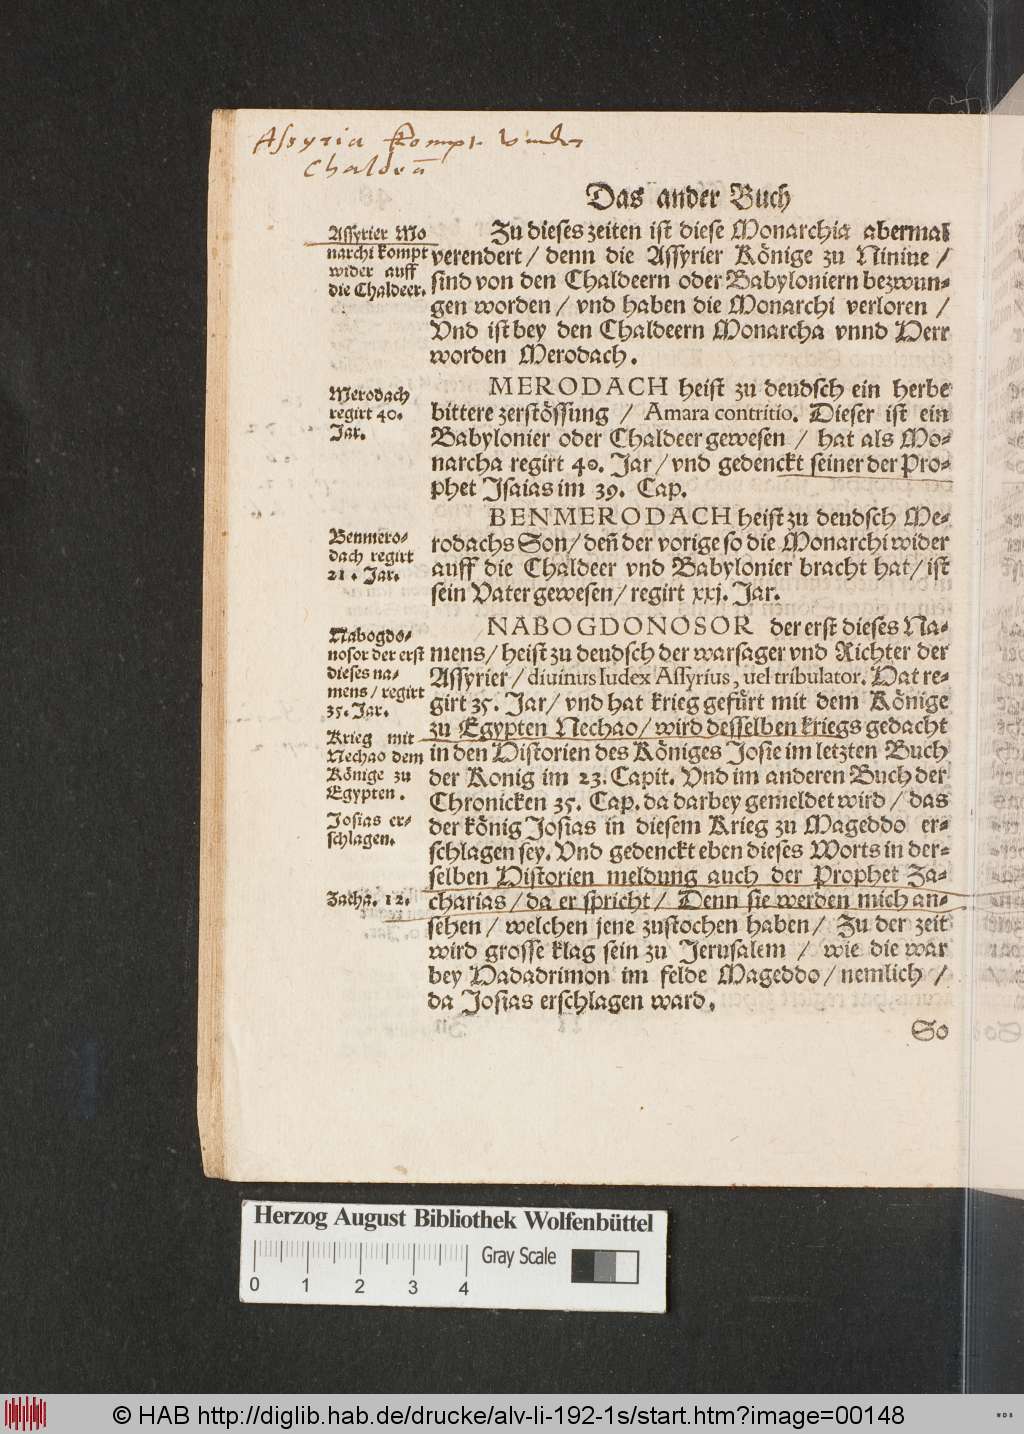 Assyria kompt wider
Chaldeā
Das ander Buch
Assyrier Mo
narchi kompt
wider auff
die Chaldeer.
Zu dieses zeiten ist diese Monarchia abermal
verendert / denn die Assyrier Könige zu Niniue /
sind von den Chaldeern oder Babyloniern bezwun-
gen worden / vnd haben die Monarchi verloren /
Vnd ist bey den Chaldeern Monarcha vnnd Herr
worden Merodach.
Merodach
regirt 40.
Jar.
MERODACH heist zu deudsch ein herbe
bittere zerstössung / Amara contritio. Dieser ist ein
Babylonier oder Chaldeer gewesen / hat als Mo-
narcha regirt 40. Jar / vnd gedenckt seiner der Pro-
phet Isaias im 39. Cap.
Benmero-
dach regirt
21. Jar.
BENMERODACH heist zu deudsch Me-
rodachs Son / deñ der vorige so die Monarchi wider
auff die Chaldeer vnd Babylonier bracht hat / ist
sein Vater gewesen / regirt xxj. Jar.
Nabogdo-
nosor der erst
dieses na-
mens / regirt
35. Jar.
Krieg mit
Nechao dem
Könige zu
Egypten.
Josias er-
schlagen.
Zacha. 12.
NABOGDONOSOR der erst dieses Na-
mens / heist zu deudsch der warsager vnd Richter der
Assyrier / diuinus Iudex Assyrius, uel tribulator. Hat re-
girt 35. Jar / vnd hat krieg gefürt mit dem Könige
zu Egypten Nechao / wird desselben kriegs gedacht
in den Historien des Königes Josie im letzten Buch
der Konig im 23. Capit. Vnd im anderen Buch der
Chronicken 35. Cap. da darbey gemeldet wird / das
der könig Josias in diesem Krieg zu Mageddo er-
schlagen sey. Vnd gedenckt eben dieses Worts in der-
selben Historien meldung auch der Prophet Za-
charias / da er spricht / Denn sie werden mich an-
sehen / welchen jene zustochen haben / Zu der zeit
wird grosse klag sein zu Jerusalem / wie die war
bey Hadadrimon im felde Mageddo / nemlich /
da Josias erschlagen ward.
So
Herzog August Bibliothek Wolfenbüttel
0 1 2 3 4
Gray Scale
© HAB http://diglib.hab.de/drucke/alv-li-192-1s/start.htm?image=00148